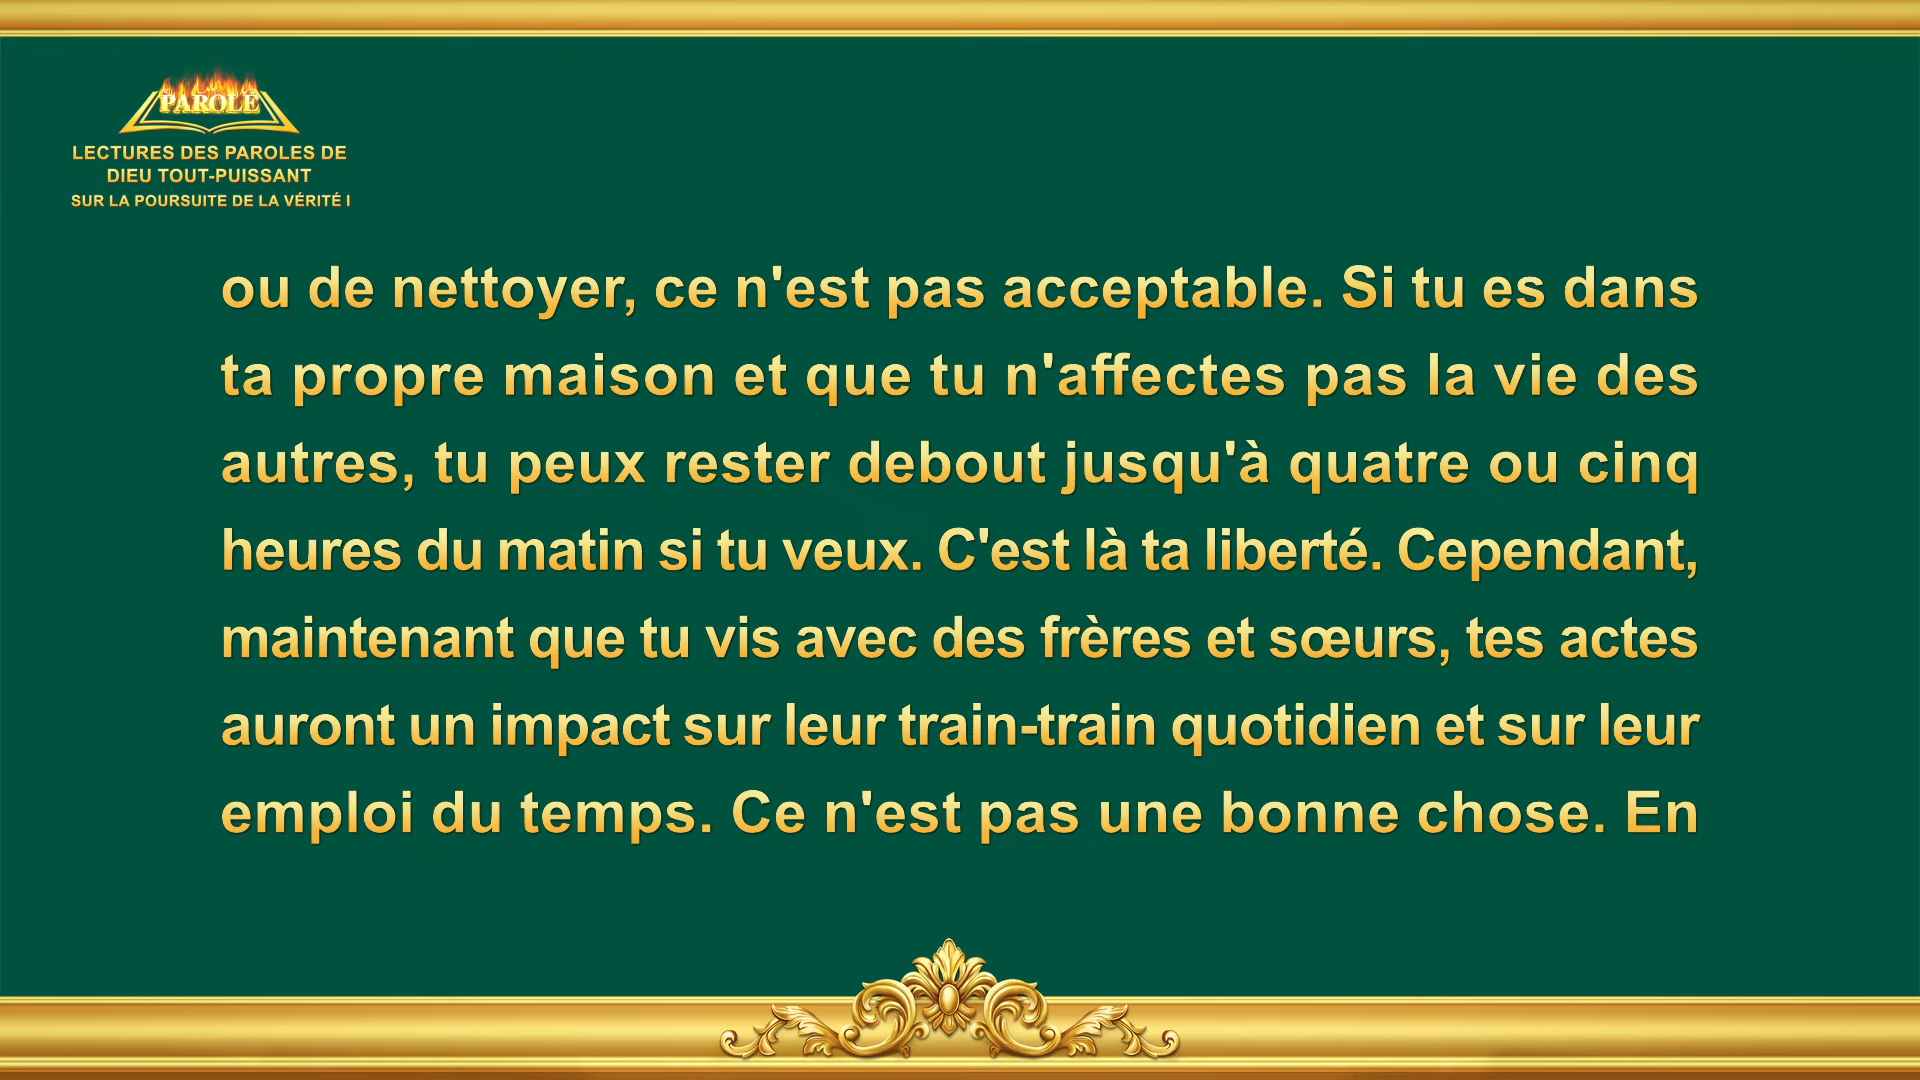 PAROLE
LECTURES DES PAROLES DE
DIEU TOUT-PUISSANT
SUR LA POURSUITE DE LA VÉRITÉ I
ou de nettoyer, ce n'est pas acceptable. Si tu es dans
ta propre maison et que tu n'affectes pas la vie des
autres, tu peux rester debout jusqu'à quatre ou cinq
heures du matin si tu veux. C'est là ta liberté. Cependant,
maintenant que tu vis avec des frères et sœurs, tes actes
auront un impact sur leur train-train quotidien et sur leur
emploi du temps. Ce n'est pas une bonne chose. En